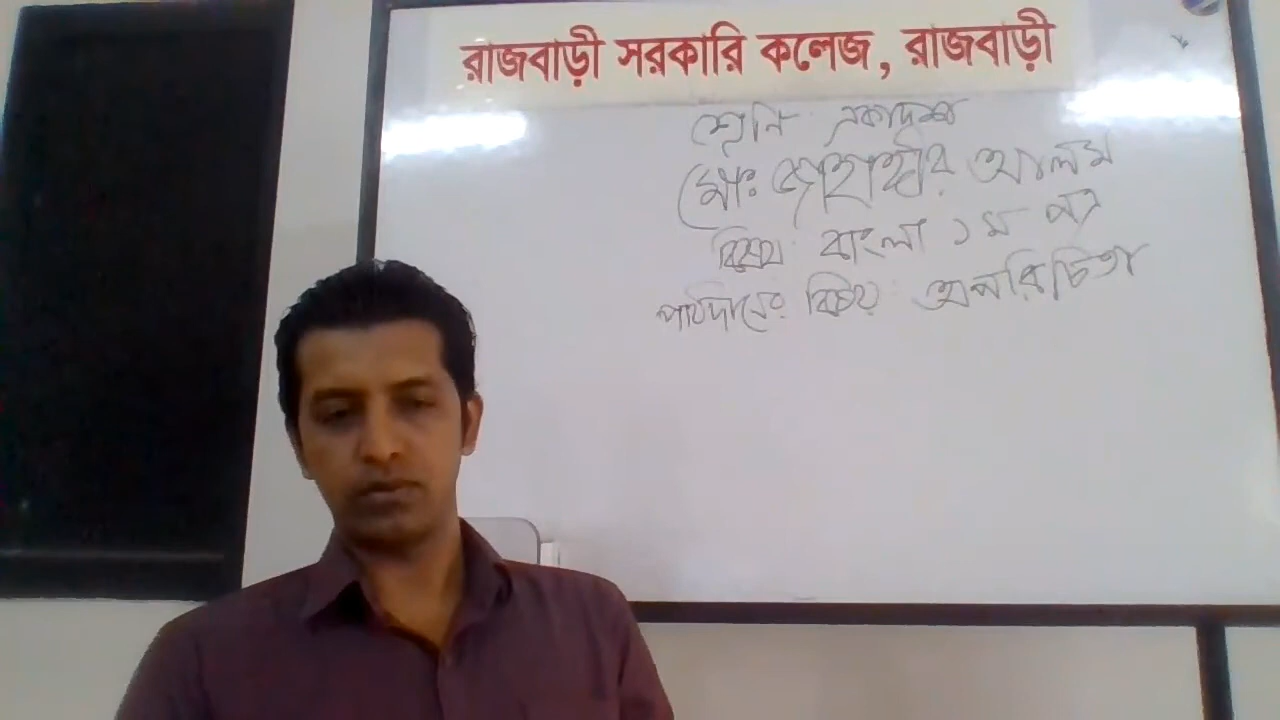 রাজবাড়ী সরকারি কলেজ, রাজবাড়ী
শ্রেনি একাদশ
মোঃ জাহাঙ্গীর আলম
বিষয় বাংলা ১ম পত্র
পাঠদানের বিষয় অপরিচিতা